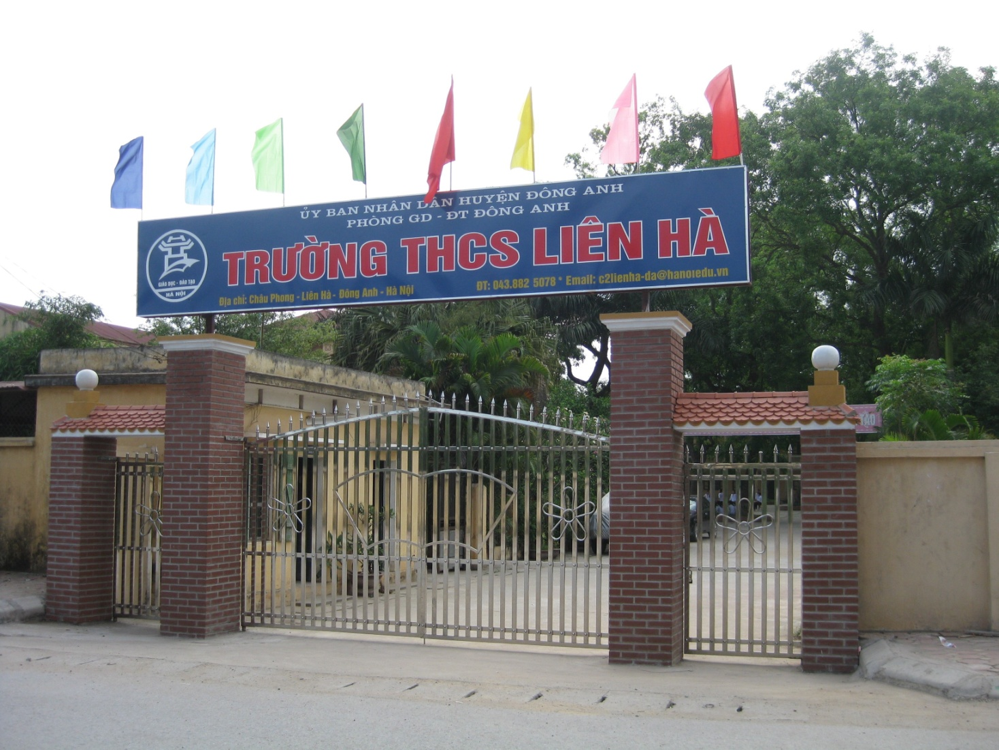 ỦY BAN NHÂN DÂN HUYỆN ĐÔNG ANH
PHÒNG GD - ĐT ĐÔNG ANH
TRƯỜNG THCS LIÊN HÀ
GIÁO DỤC - ĐÀO TẠO
HÀ NỘI
Địa chỉ: Châu Phong - Liên Hà - Đông Anh - Hà Nội
ĐT: 043.882 5078 * Email: c2lienha-da@hanoiedu.vn
TẠO